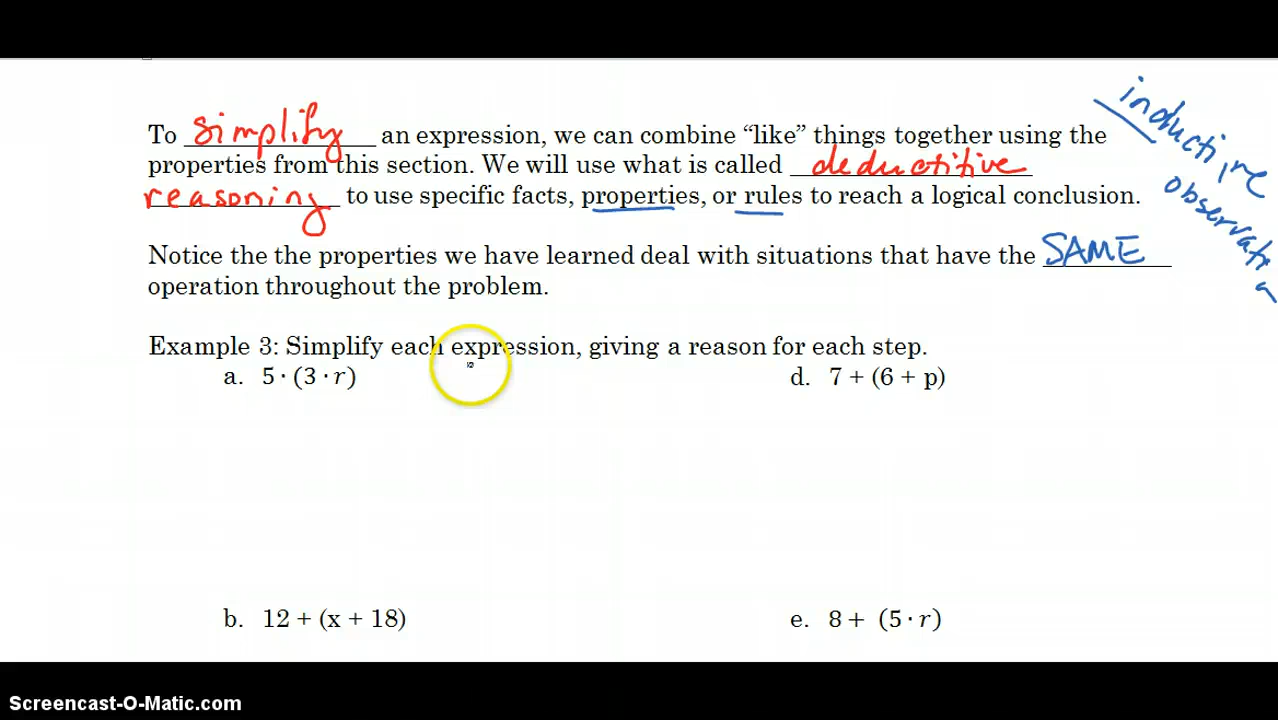 To simplify an expression, we can combine “like” things together using the
properties from this section. We will use what is called deductitive
reasoning to use specific facts, properties, or rules to reach a logical conclusion.
inductive
observation
Notice the the properties we have learned deal with situations that have the SAME
operation throughout the problem.
Example 3: Simplify each expression, giving a reason for each step.
a. 5 · (3 · r)
d. 7 + (6 + p)
b. 12 + (x + 18)
e. 8 + (5 · r)
Screencast-O-Matic.com